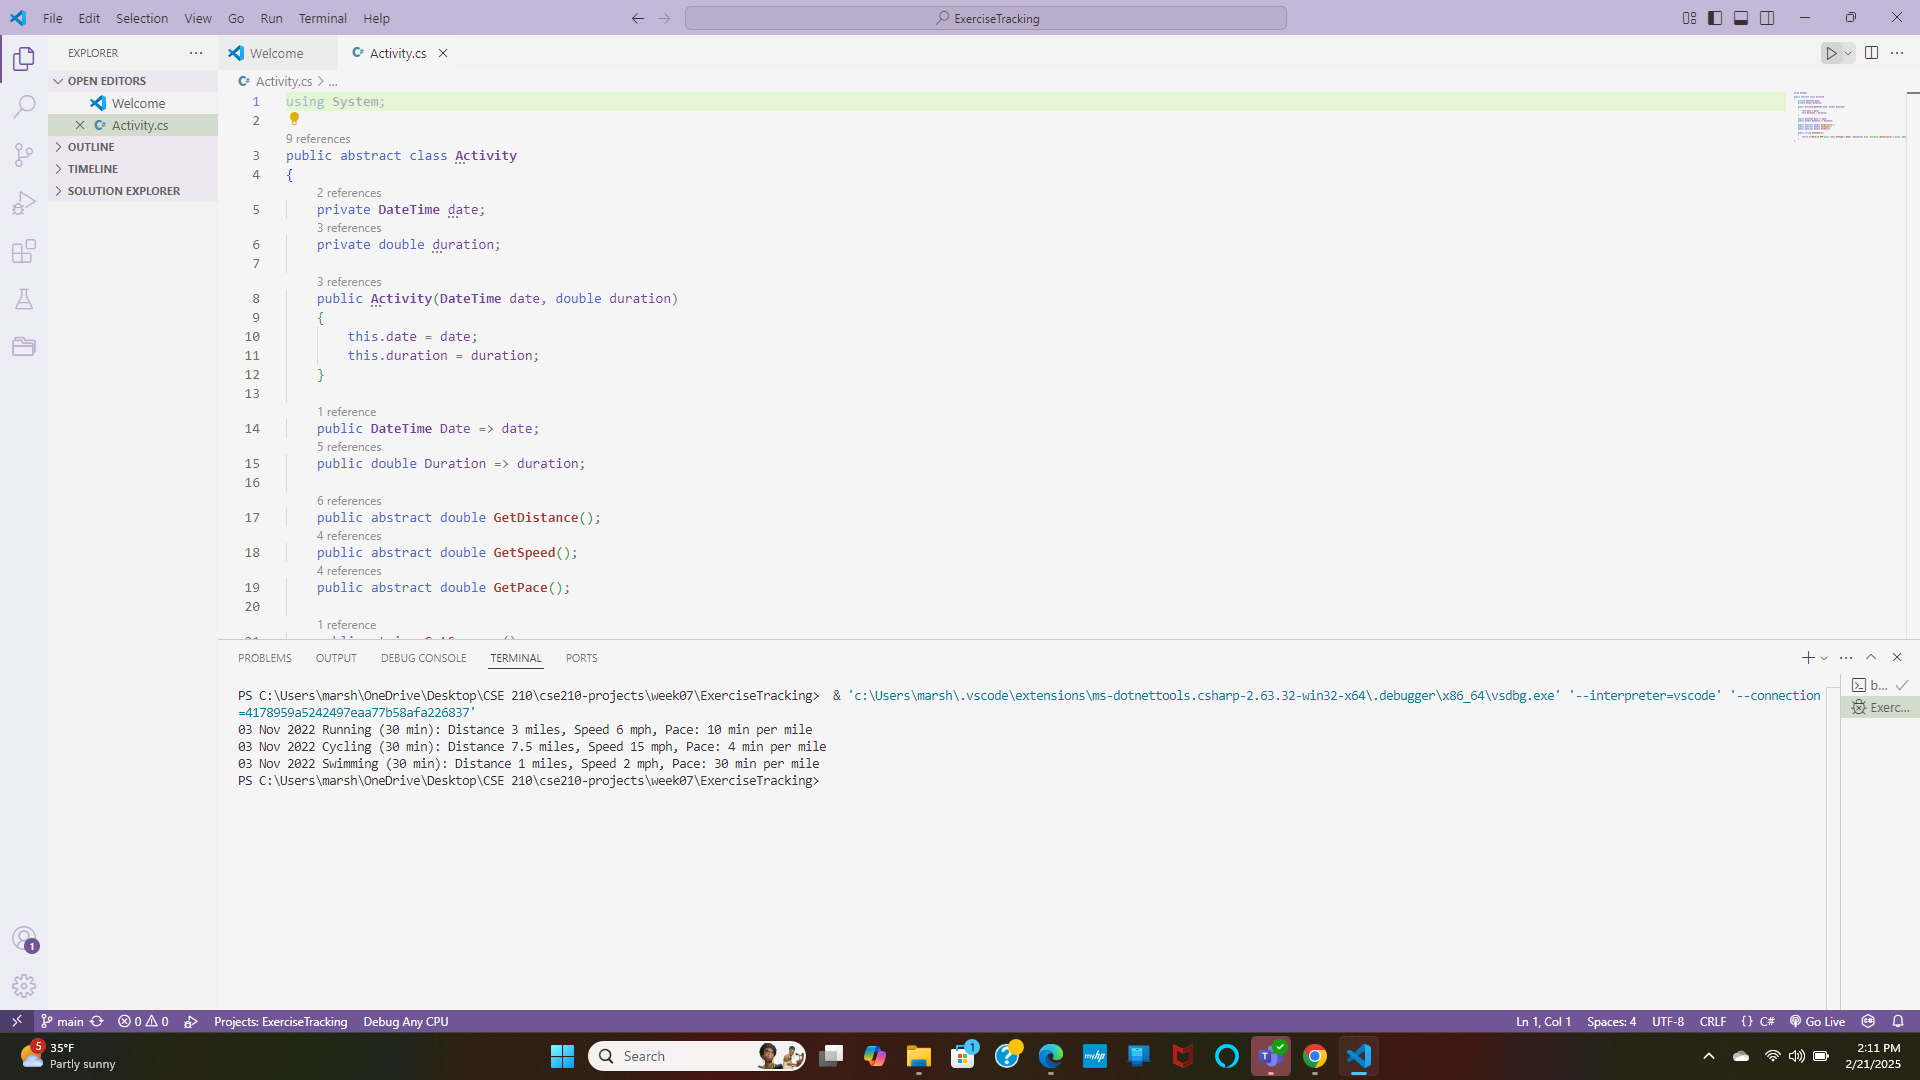 File Edit Selection View Go Run Terminal Help
ExerciseTracking
EXPLORER
OPEN EDITORS
Welcome
Activity.cs
OUTLINE
TIMELINE
SOLUTION EXPLORER
Welcome
Activity.cs
Activity.cs > ...
1 using System;
2
9 references
3 public abstract class Activity
4 {
2 references
5 private DateTime date;
3 references
6 private double duration;
7
3 references
8 public Activity(DateTime date, double duration)
9 {
10 this.date = date;
11 this.duration = duration;
12 }
13
1 reference
14 public DateTime Date => date;
5 references
15 public double Duration => duration;
16
6 references
17 public abstract double GetDistance();
4 references
18 public abstract double GetSpeed();
4 references
19 public abstract double GetPace();
20
1 reference
PROBLEMS OUTPUT DEBUG CONSOLE TERMINAL PORTS
PS C:\Users\marsh\OneDrive\Desktop\CSE 210\cse210-projects\week07\ExerciseTracking> & 'c:\Users\marsh\.vscode\extensions\ms-dotnettools.csharp-2.63.32-win32-x64\.debugger\x86_64\vsdbg.exe' '--interpreter=vscode' '--connection
=4178959a5242497eaa77b58afa226837'
03 Nov 2022 Running (30 min): Distance 3 miles, Speed 6 mph, Pace: 10 min per mile
03 Nov 2022 Cycling (30 min): Distance 7.5 miles, Speed 15 mph, Pace: 4 min per mile
03 Nov 2022 Swimming (30 min): Distance 1 miles, Speed 2 mph, Pace: 30 min per mile
PS C:\Users\marsh\OneDrive\Desktop\CSE 210\cse210-projects\week07\ExerciseTracking>
b...
Exerc...
1
main 0 0 Projects: ExerciseTracking Debug Any CPU
Ln 1, Col 1 Spaces: 4 UTF-8 CRLF {} C# Go Live
5
35°F
Partly sunny
Search
1
myhp
2:11 PM
2/21/2025